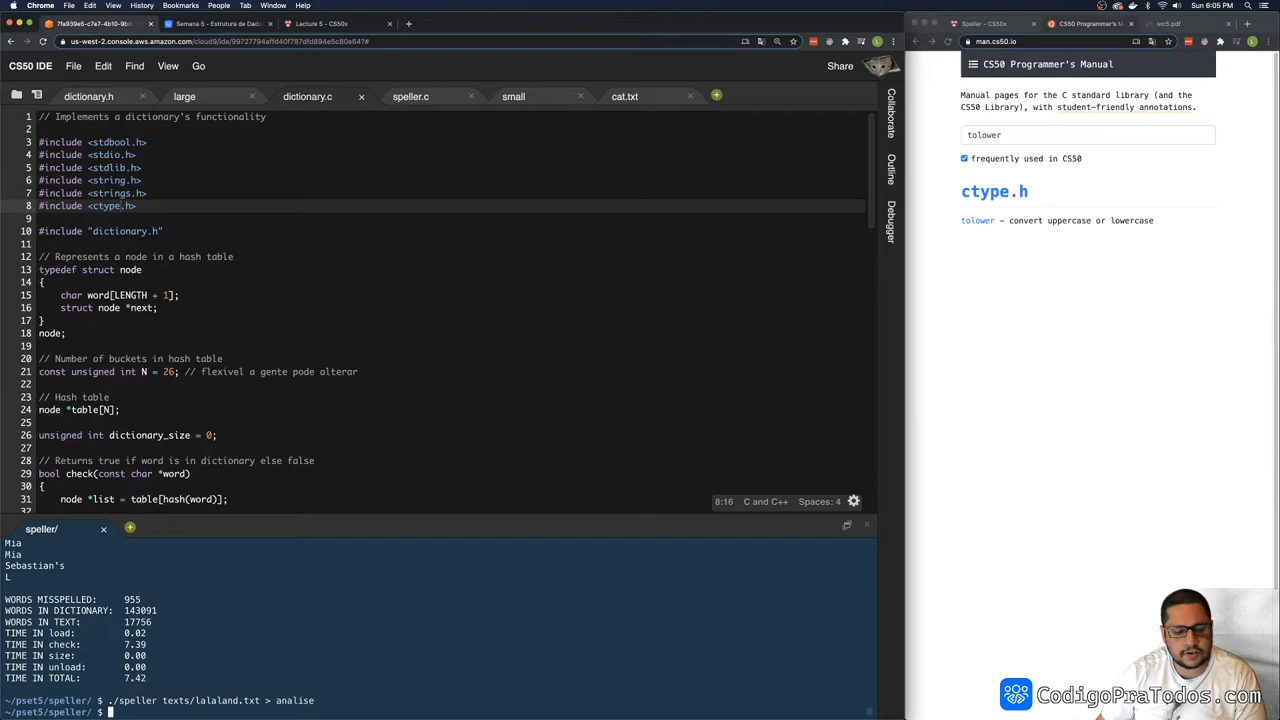 Chrome File Edit View History Bookmarks People Tab Window Help
Sun 6:05 PM
7fa939e5-c7e7-4b10-9b8
Semana 5 - Estrutura de Dado
Lecture 5 - CS50x
Speller - CS50x
CS50 Programmer's M
src5.pdf
us-west-2.console.aws.amazon.com/cloud9/ide/99727794affd40f787dfd894e5c80e64?#
man.cs50.io
CS50 IDE File Edit Find View Go
Share
dictionary.h
large
dictionary.c
speller.c
small
cat.txt
1 // Implements a dictionary's functionality
2
3 #include <stdbool.h>
4 #include <stdio.h>
5 #include <stdlib.h>
6 #include <string.h>
7 #include <strings.h>
8 #include <ctype.h>
9
10 #include "dictionary.h"
11
12 // Represents a node in a hash table
13 typedef struct node
14 {
15 char word[LENGTH + 1];
16 struct node *next;
17 }
18 node;
19
20 // Number of buckets in hash table
21 const unsigned int N = 26; // flexivel a gente pode alterar
22
23 // Hash table
24 node *table[N];
25
26 unsigned int dictionary_size = 0;
27
28 // Returns true if word is in dictionary else false
29 bool check(const char *word)
30 {
31 node *list = table[hash(word)];
8:16 C and C++ Spaces: 4
Collaborate
Outline
Debugger
speller/
Mia
Mia
Sebastian's
L
WORDS MISSPELLED: 955
WORDS IN DICTIONARY: 143091
WORDS IN TEXT: 17756
TIME IN load: 0.02
TIME IN check: 7.39
TIME IN size: 0.00
TIME IN unload: 0.00
TIME IN TOTAL: 7.42
~/pset5/speller/ $ ./speller texts/lalaland.txt > analise
~/pset5/speller/ $
CS50 Programmer's Manual
Manual pages for the C standard library (and the
CS50 Library), with student-friendly annotations.
tolower
frequently used in CS50
ctype.h
tolower – convert uppercase or lowercase
CodigoPraTodos.com